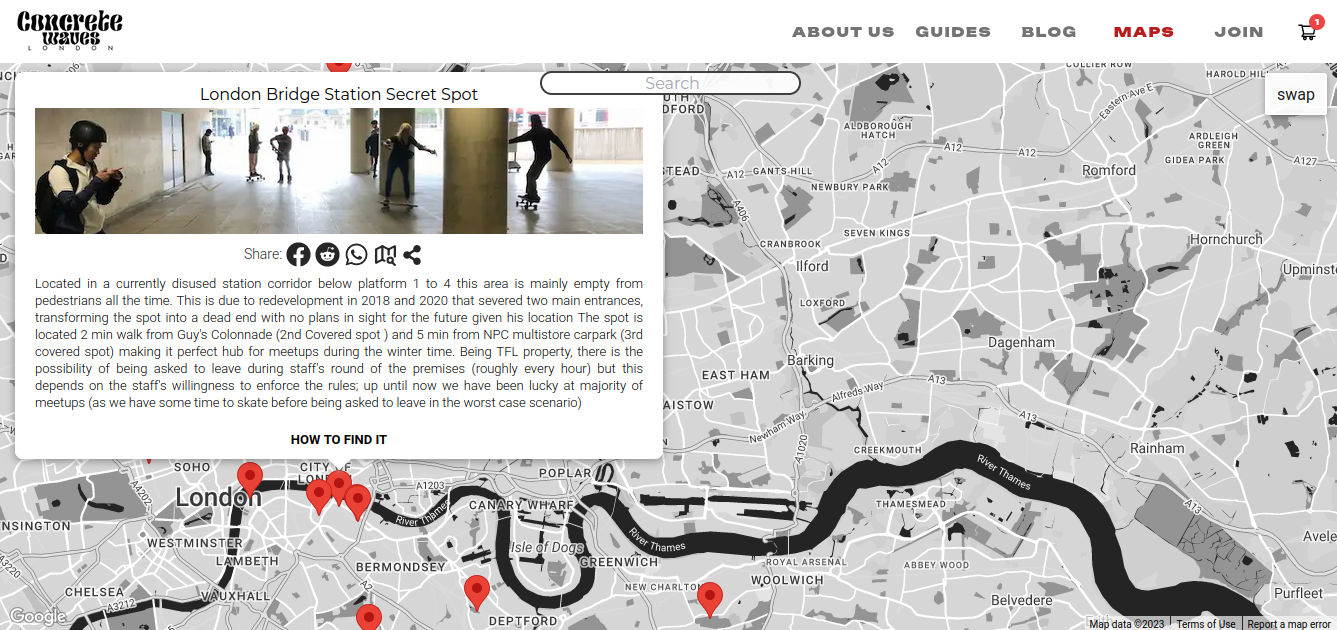 Concrete
waves
LONDON
ABOUT US
GUIDES
BLOG
MAPS
JOIN
1
Search
swap
London Bridge Station Secret Spot
Share:
Located in a currently disused station corridor below platform 1 to 4 this area is mainly empty from
pedestrians all the time. This is due to redevelopment in 2018 and 2020 that severed two main entrances,
transforming the spot into a dead end with no plans in sight for the future given his location The spot is
located 2 min walk from Guy's Colonnade (2nd Covered spot ) and 5 min from NPC multistore carpark (3rd
covered spot) making it perfect hub for meetups during the winter time. Being TFL property, there is the
possibility of being asked to leave during staff's round of the premises (roughly every hour) but this
depends on the staff's willingness to enforce the rules; up until now we have been lucky at majority of
meetups (as we have some time to skate before being asked to leave in the worst case scenario)
HOW TO FIND IT
COLLIER ROW
HAROLD HILL
Eastern Ave E
ALDBOROUGH
HATCH
ARDLEIGH
GREEN
GIDEA PARK
A12
A12
A12
A12
A127
GANTS HILL
NEWBURY PARK
Romford
A406
SEVEN KINGS
CRANBROOK
Hornchurch
Ilford
LOXFORD
Dagenham
Barking
EAST HAM
A13
A13
Alfreds Way
Newham Way
A1020
CREEKMOUTH
Rainham
River Thames
SOHO
CITY OF
LONDON
London
A4202
A1203
POPLAR
CANARY WHARF
River Thames
River Thames
THAMESMEAD
A13
WESTMINSTER
LAMBETH
Isle of Dogs
GREENWICH
ROYAL ARSENAL
BERMONDSEY
A2
ABBEY WOOD
NEW CHARLTON
WOOLWICH
CHELSEA
A3220
A3212
VAUXHALL
DEPTFORD
Belvedere
Purfleet
Google
Map data ©2023
Terms of Use
Report a map error